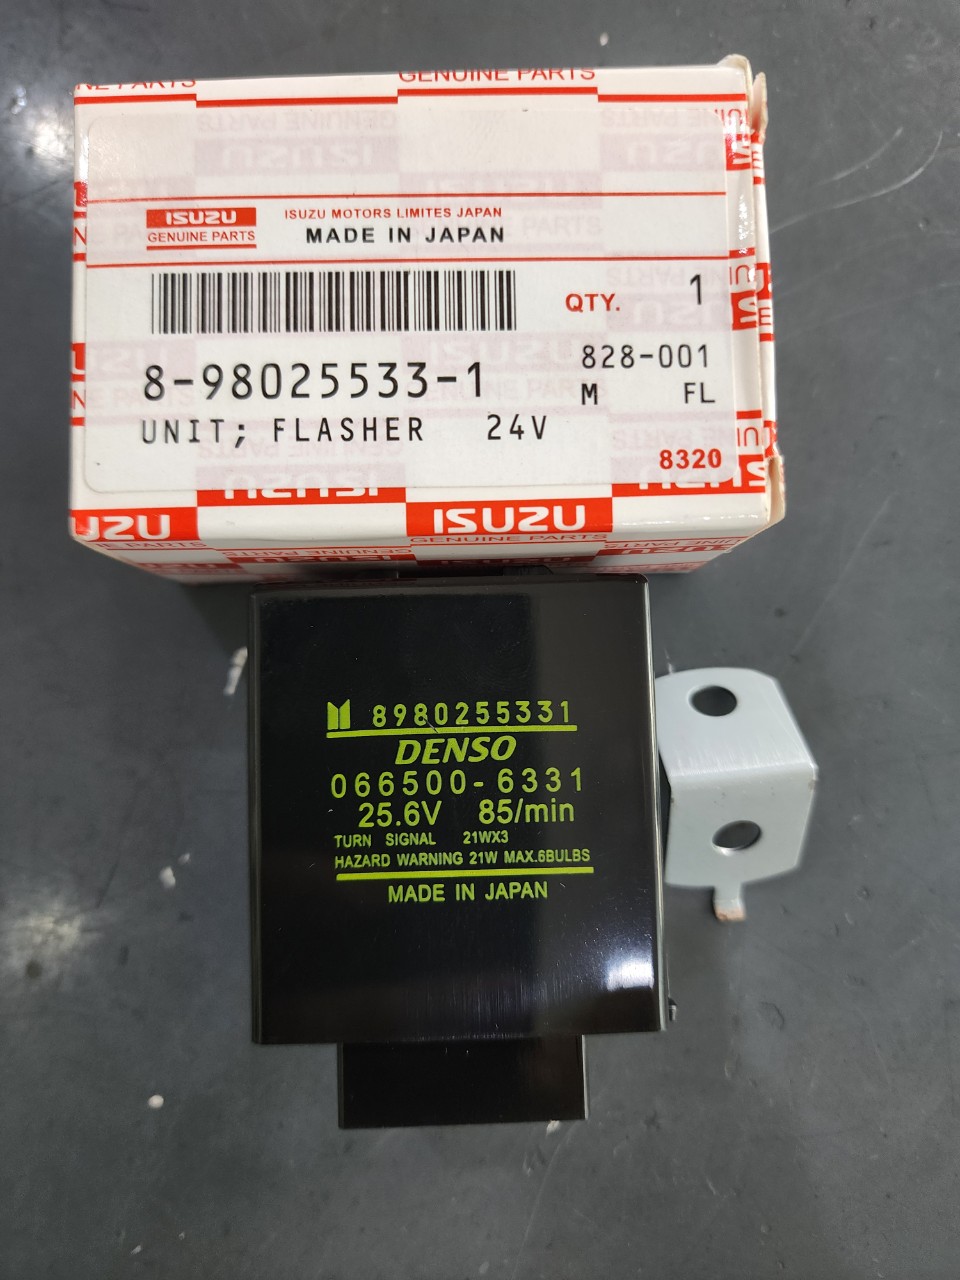 NE PARTS
GENUINE PARTS
ISUZU
GENUINE PARTS
ISUZU MOTORS LIMITES JAPAN
MADE IN JAPAN
QTY. 1
8-98025533-1
828-001
M FL
UNIT; FLASHER 24V
8320
ISUZU
GENUINE PARTS
8980255331
DENSO
066500-6331
25.6V 85/min
TURN SIGNAL 21WX3
HAZARD WARNING 21W MAX.6BULBS
MADE IN JAPAN